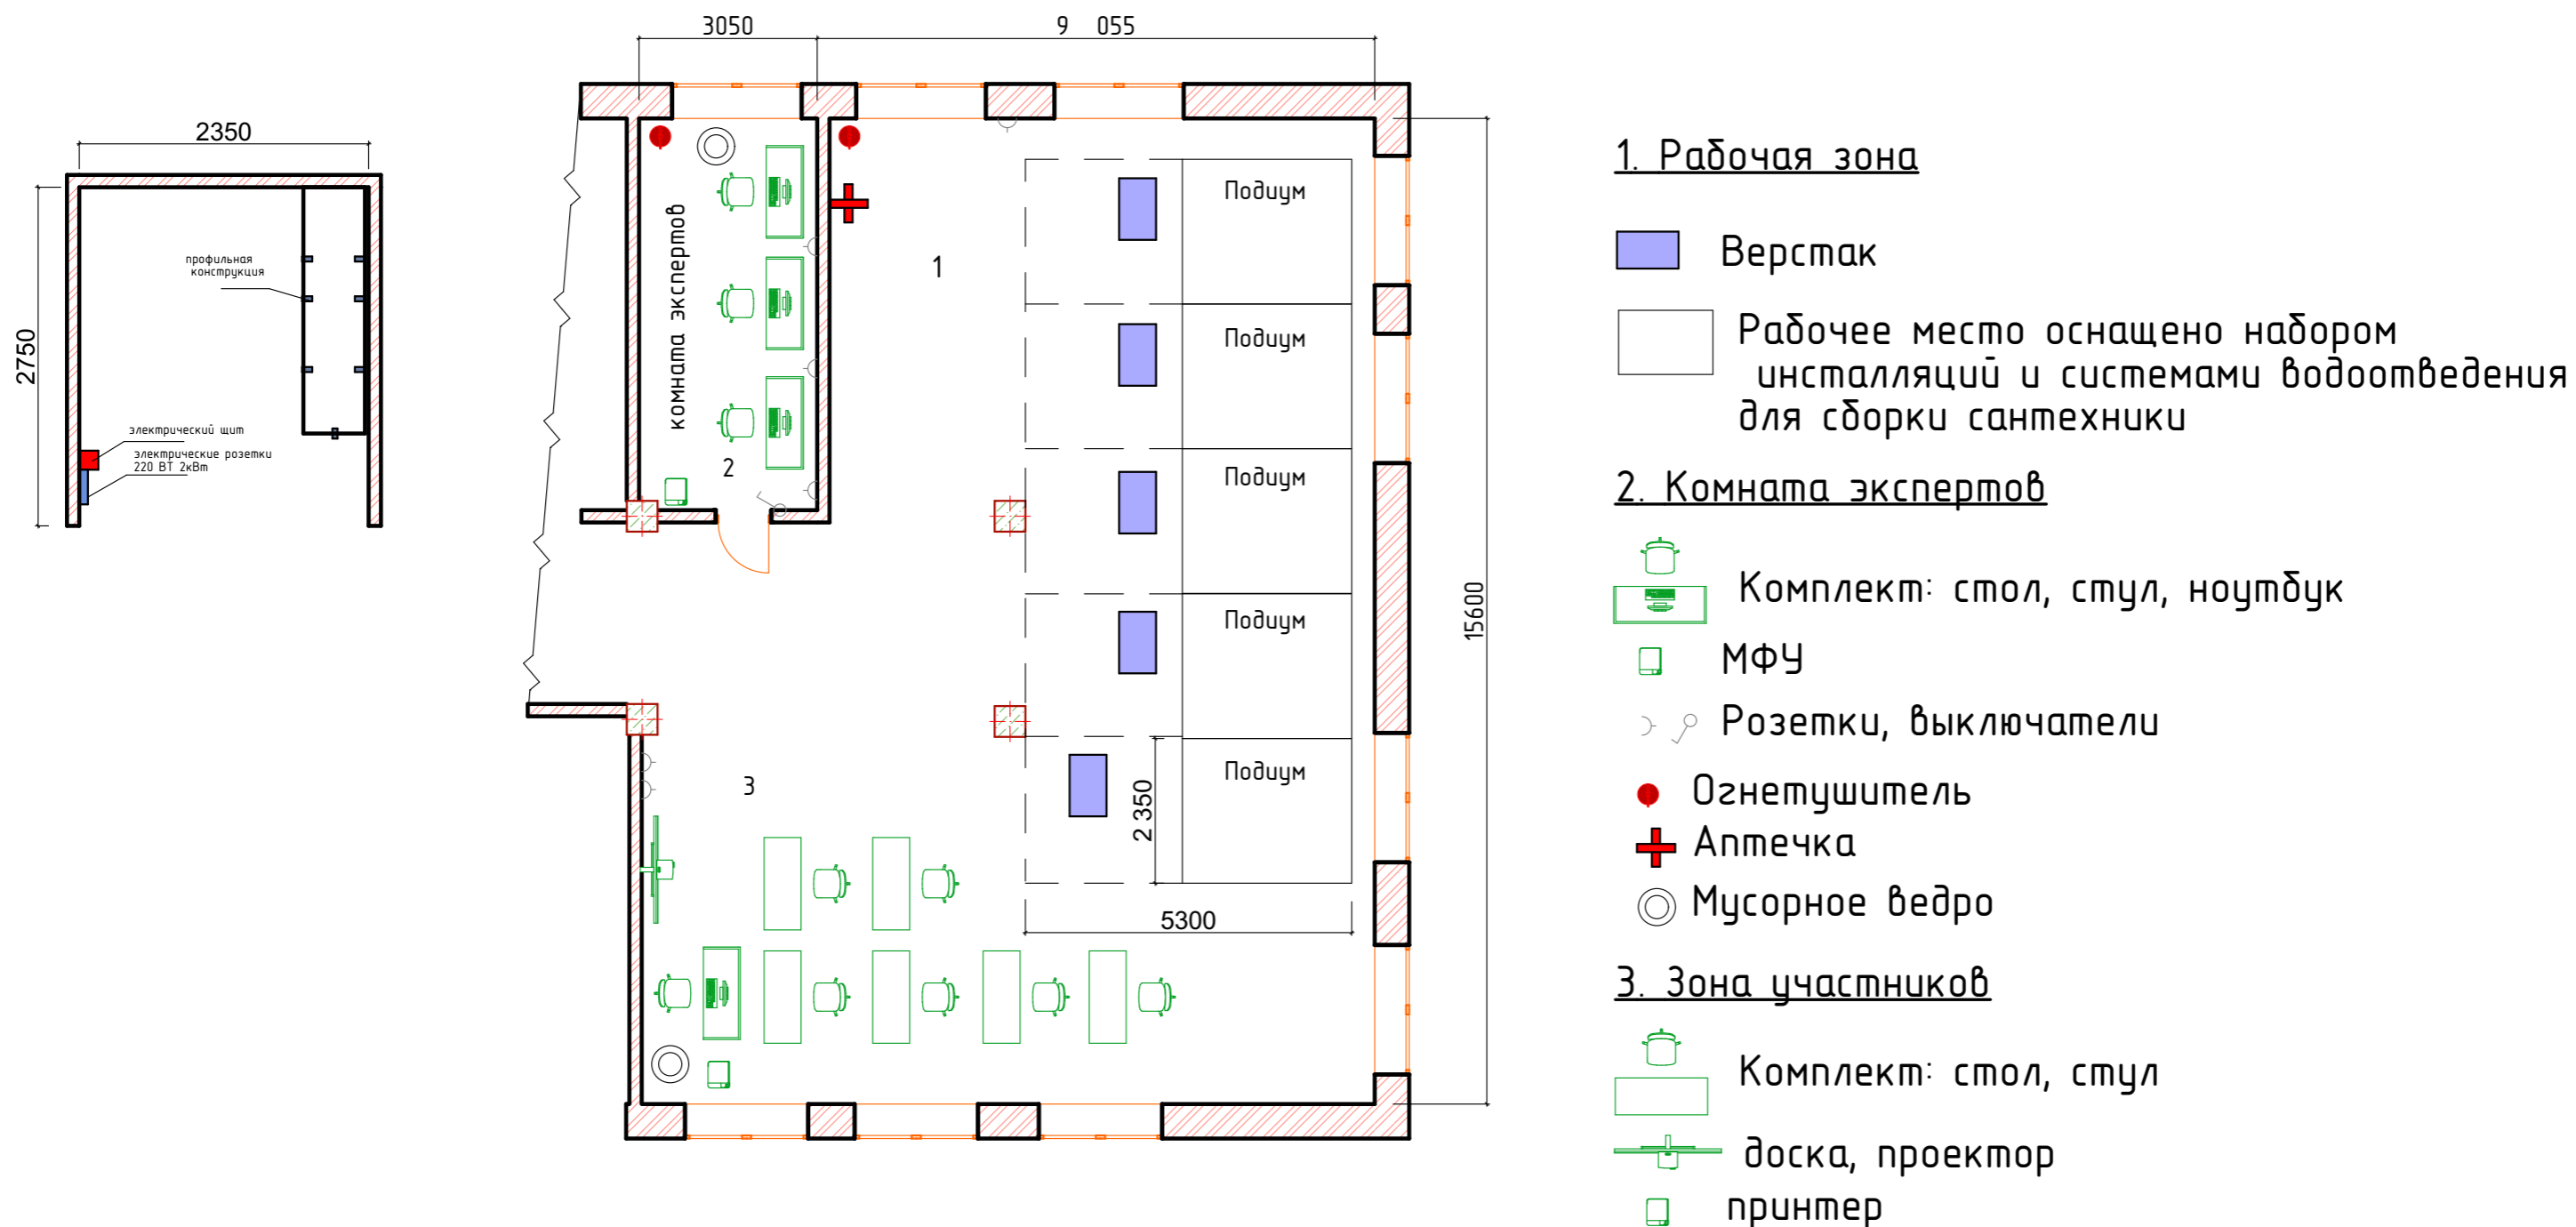 3050
9 055
2350
2750
профильная
конструкция
электрический щит
электрические розетки
220 ВТ 2кВт
комната экспертов
2
1
3
Подиум
Подиум
Подиум
Подиум
Подиум
2 350
5300
15600
1. Рабочая зона
Верстак
Рабочее место оснащено набором
инсталляций и системами водоотведения
для сборки сантехники
2. Комната экспертов
Комплект: стол, стул, ноутбук
МФУ
Розетки, выключатели
Огнетушитель
Аптечка
Мусорное ведро
3. Зона участников
Комплект: стол, стул
доска, проектор
принтер